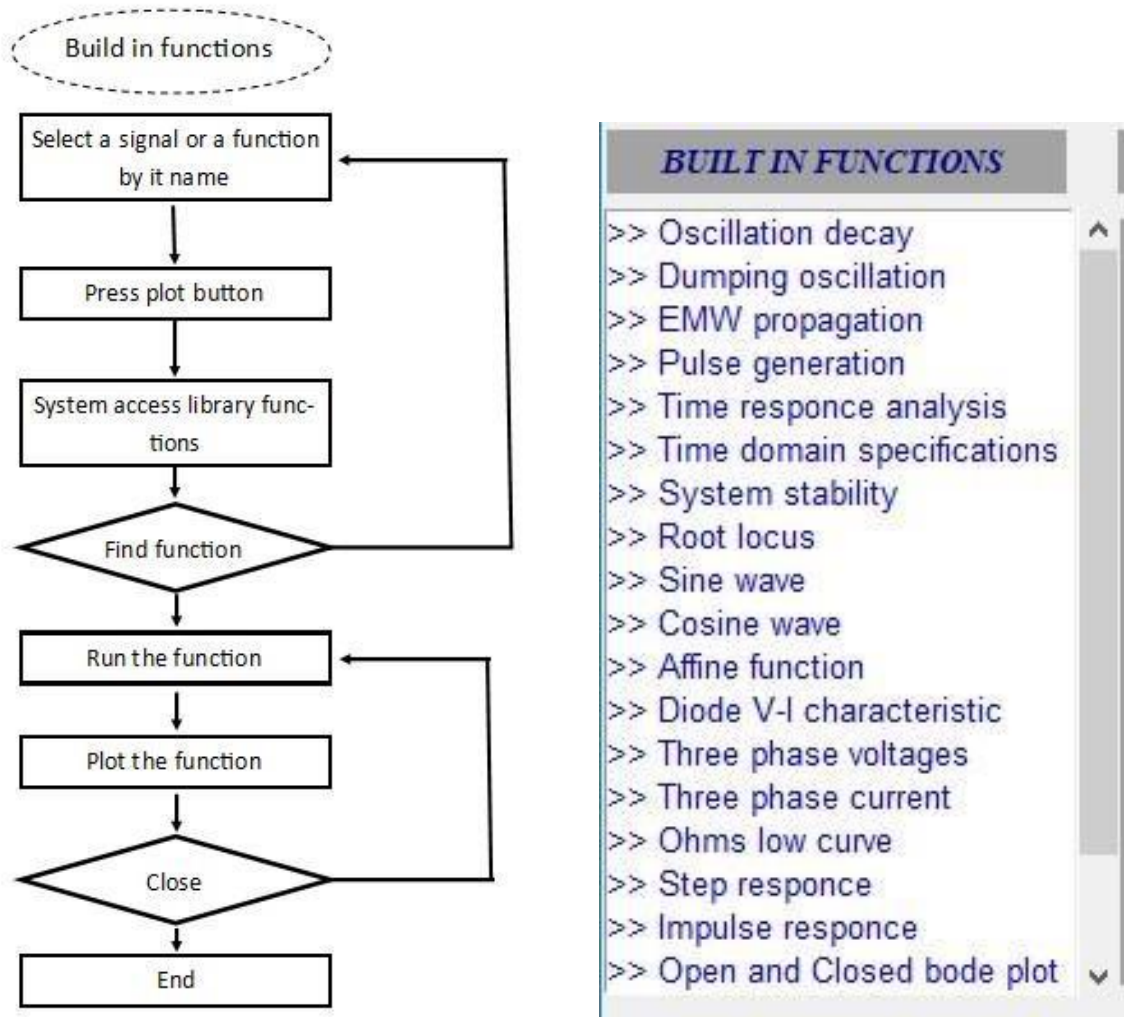 Build in functions
Select a signal or a function
by it name
Press plot button
System access library func-
tions
Find function
Run the function
Plot the function
Close
End
BUILT IN FUNCTIONS
>> Oscillation decay
>> Dumping oscillation
>> EMW propagation
>> Pulse generation
>> Time responce analysis
>> Time domain specifications
>> System stability
>> Root locus
>> Sine wave
>> Cosine wave
>> Affine function
>> Diode V-I characteristic
>> Three phase voltages
>> Three phase current
>> Ohms low curve
>> Step responce
>> Impulse responce
>> Open and Closed bode plot